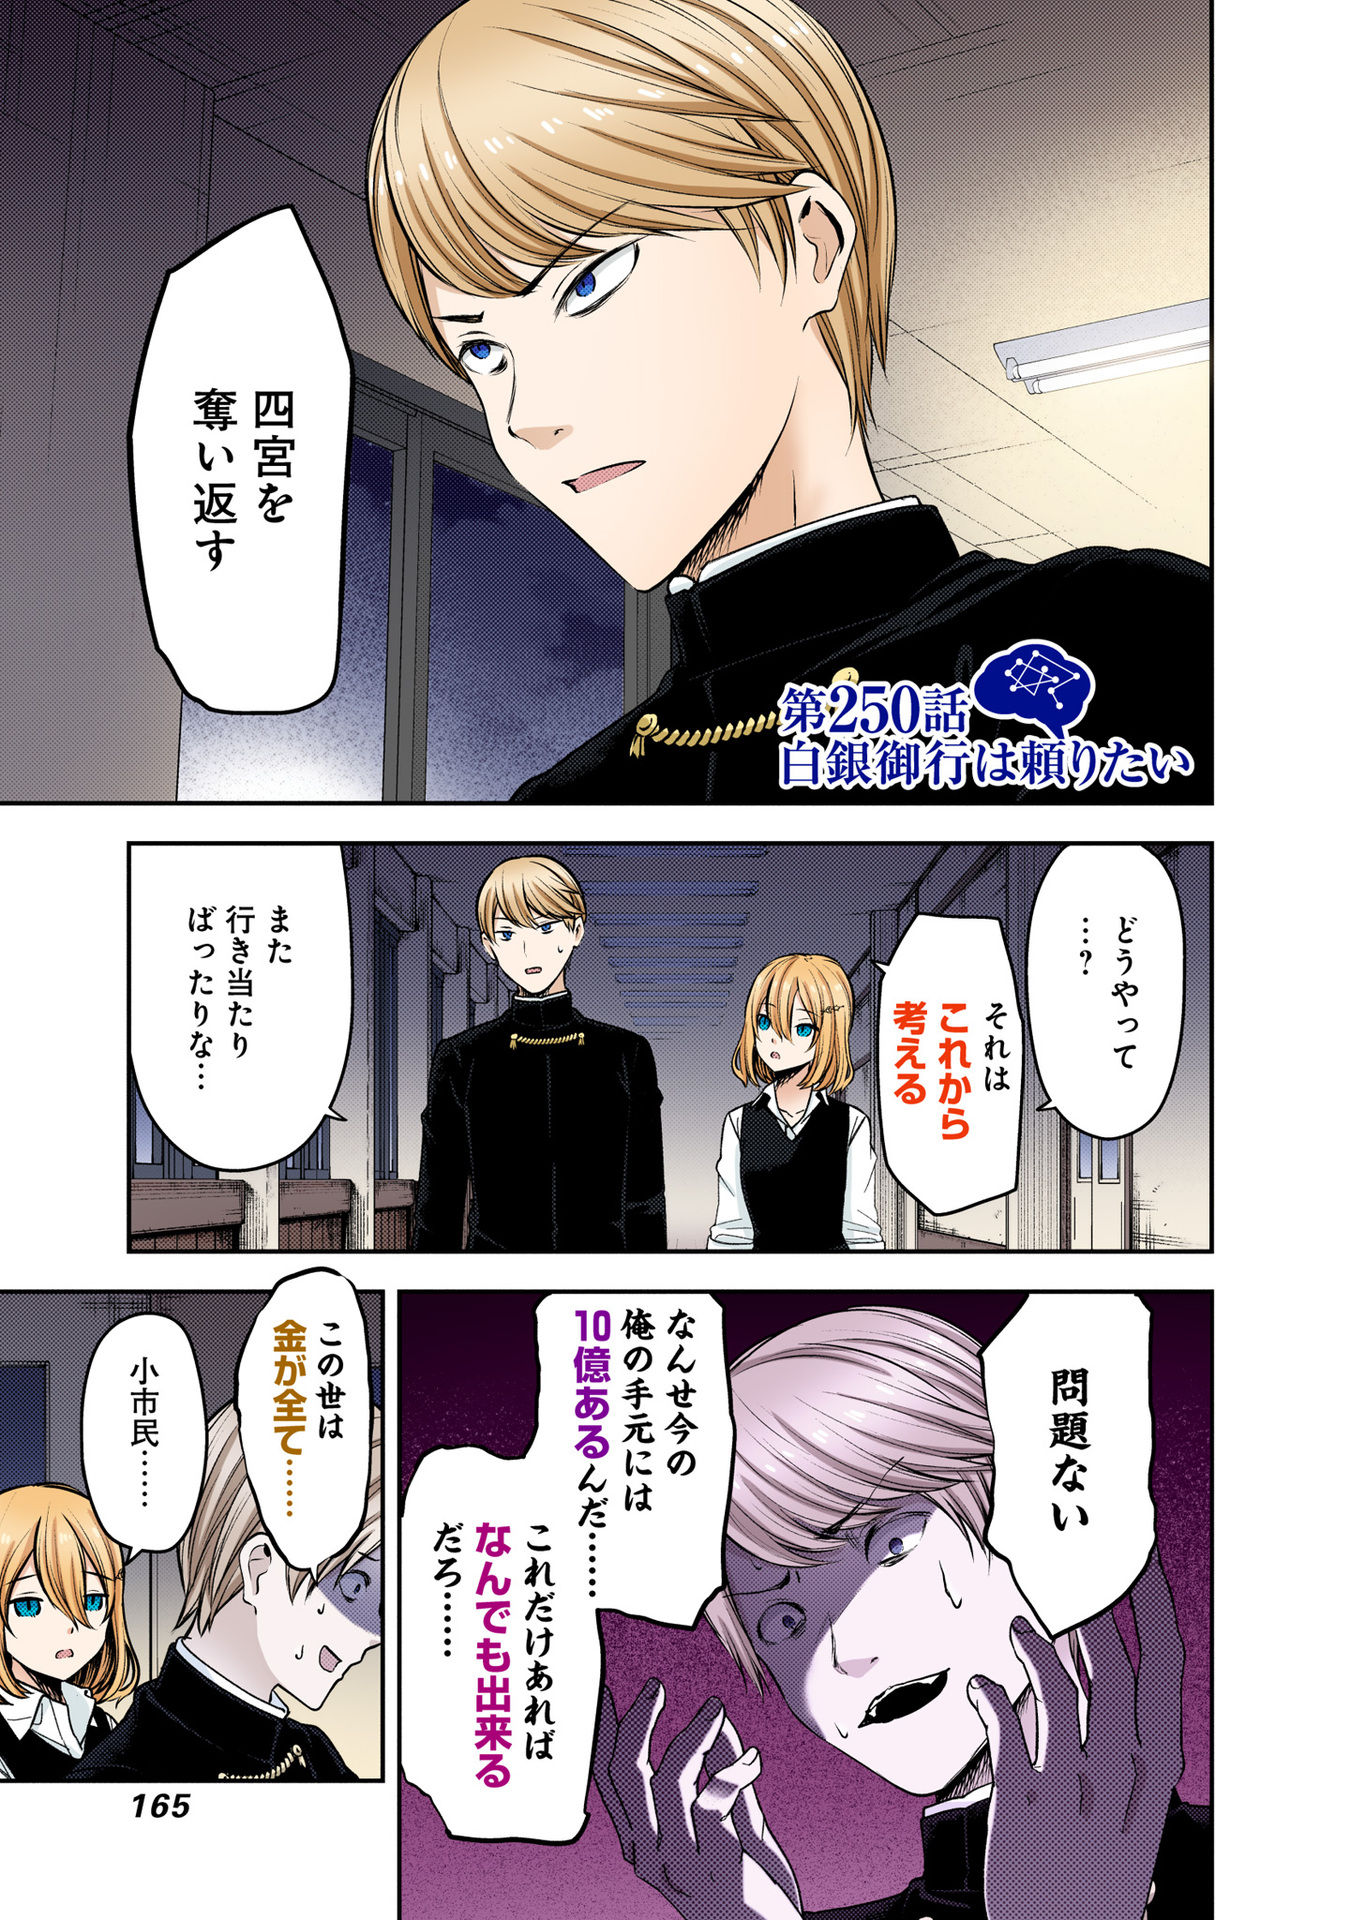 四宮を
奪い返す
第250話
白銀御行は頼りたい
どうやって
…？
それは
これから
考える
また
行き当たり
ばったりな…
問題ない
なんせ今の
俺の手元には
10億あるんだ……
これだけあれば
なんでも出来る
だろ……
この世は
金が全て……
小市民……
165